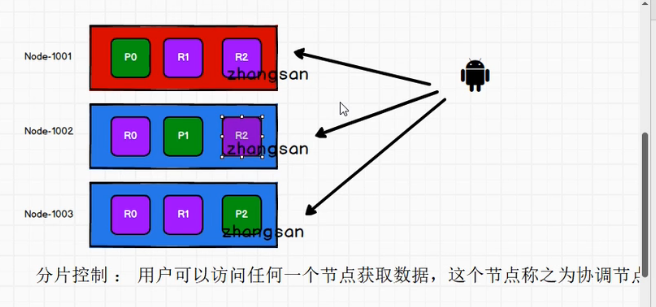 Node-1001 P0 R1 R2
zhangsan
Node-1002 R0 P1 R2
zhangsan
Node-1003 R0 R1 P2
zhangsan
分片控制： 用户可以访问任何一个节点获取数据，这个节点称之为协调节